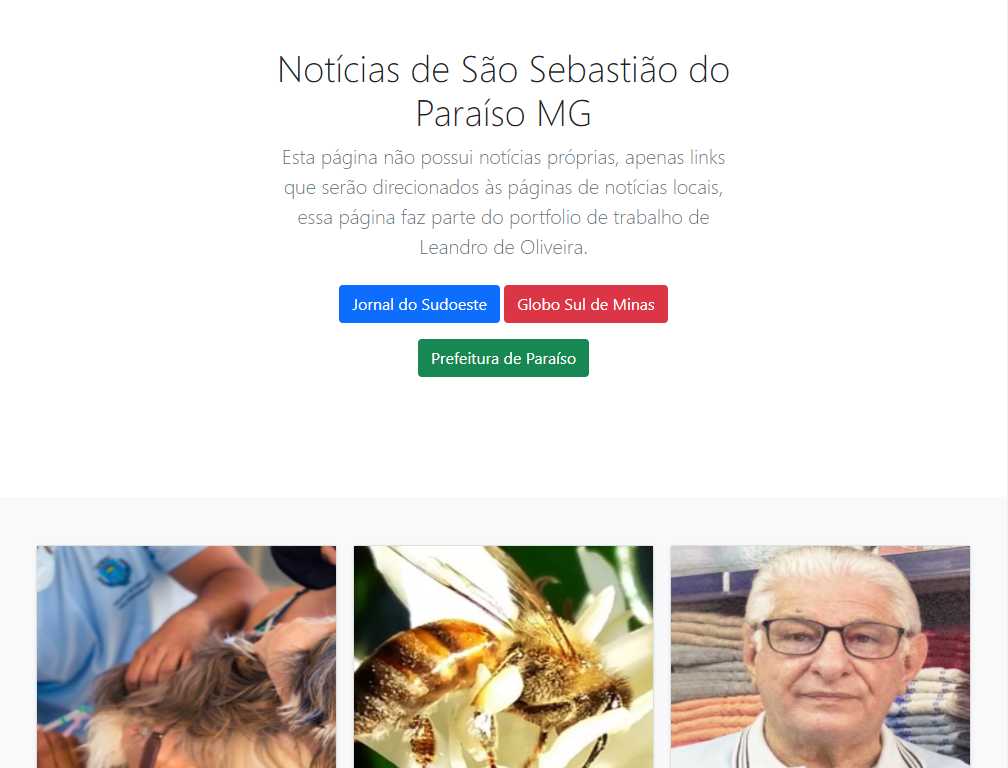 Notícias de São Sebastião do
Paraíso MG
Esta página não possui notícias próprias, apenas links
que serão direcionados às páginas de notícias locais,
essa página faz parte do portfolio de trabalho de
Leandro de Oliveira.
Jornal do Sudoeste
Globo Sul de Minas
Prefeitura de Paraíso